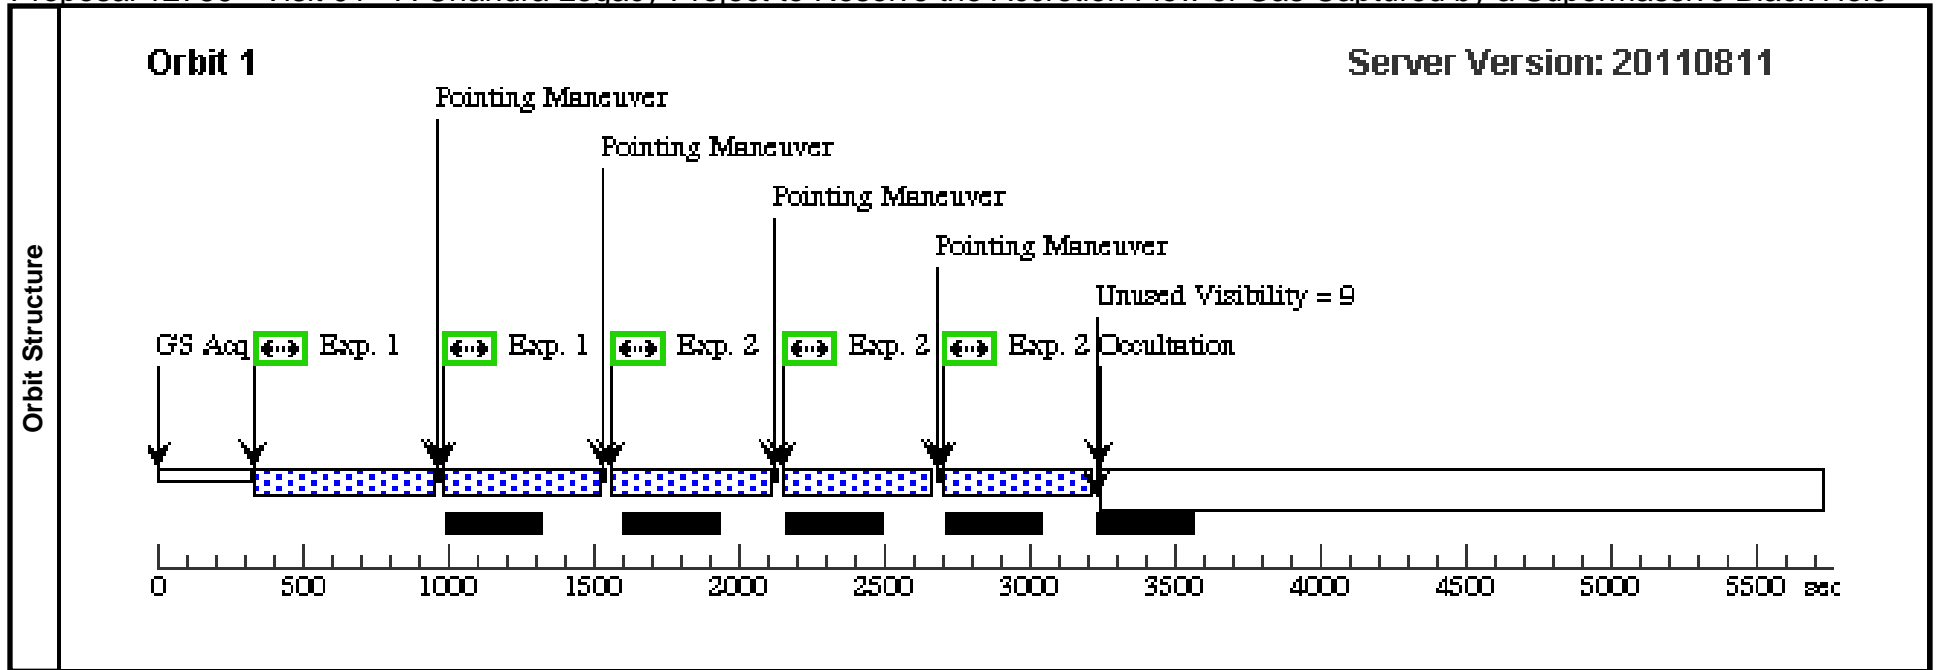 Orbit Structure
Orbit 1
Server Version: 20110811
Pointing Maneuver
Pointing Maneuver
Pointing Maneuver
Pointing Maneuver
Unused Visibility = 9
GS Acq Exp. 1 Exp. 1 Exp. 2 Exp. 2 Exp. 2 Occultation
0 500 1000 1500 2000 2500 3000 3500 4000 4500 5000 5500 sec